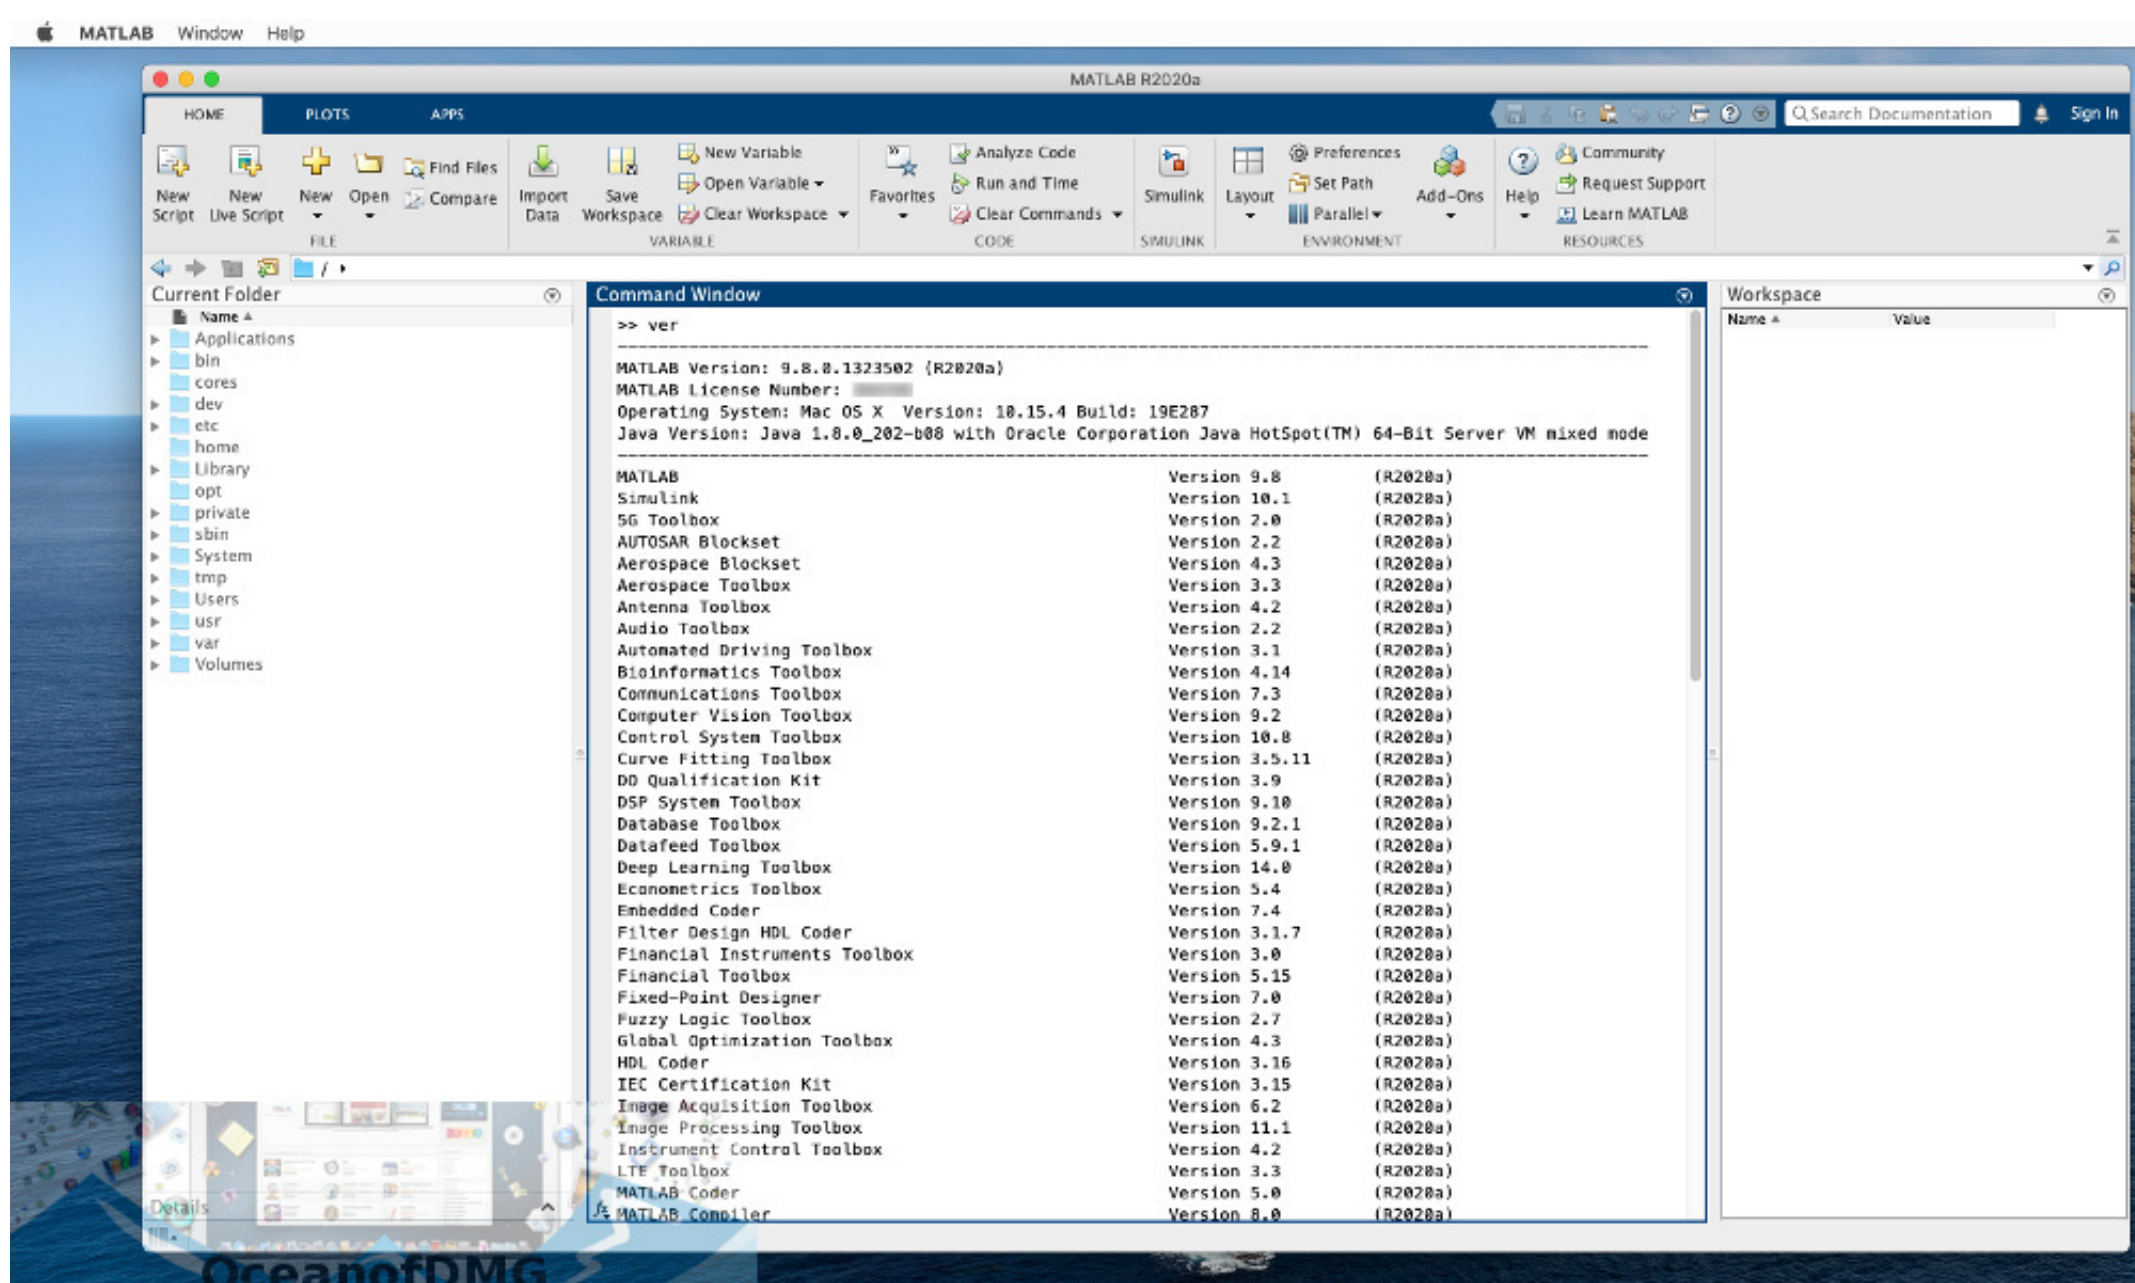 MATLAB Window Help
MATLAB R2020a
HOME PLOTS APPS
Search Documentation Sign In
New Script
New Live Script
New
Open
Find Files
Compare
FILE
Import Data
Save Workspace
New Variable
Open Variable
Clear Workspace
VARIABLE
Favorites
Analyze Code
Run and Time
Clear Commands
CODE
Simulink
SIMULINK
Layout
Preferences
Set Path
Parallel
Add-Ons
ENVIRONMENT
Help
Community
Request Support
Learn MATLAB
RESOURCES
/
Current Folder
Name
Applications
bin
cores
dev
etc
home
Library
opt
private
sbin
System
tmp
Users
usr
var
Volumes
Details
Command Window
>> ver
MATLAB Version: 9.8.0.1323502 (R2020a)
MATLAB License Number:
Operating System: Mac OS X Version: 10.15.4 Build: 19E287
Java Version: Java 1.8.0_202-b08 with Oracle Corporation Java HotSpot(TM) 64-Bit Server VM mixed mode
MATLAB Version 9.8 (R2020a)
Simulink Version 10.1 (R2020a)
5G Toolbox Version 2.0 (R2020a)
AUTOSAR Blockset Version 2.2 (R2020a)
Aerospace Blockset Version 4.3 (R2020a)
Aerospace Toolbox Version 3.3 (R2020a)
Antenna Toolbox Version 4.2 (R2020a)
Audio Toolbox Version 2.2 (R2020a)
Automated Driving Toolbox Version 3.1 (R2020a)
Bioinformatics Toolbox Version 4.14 (R2020a)
Communications Toolbox Version 7.3 (R2020a)
Computer Vision Toolbox Version 9.2 (R2020a)
Control System Toolbox Version 10.8 (R2020a)
Curve Fitting Toolbox Version 3.5.11 (R2020a)
DO Qualification Kit Version 3.9 (R2020a)
DSP System Toolbox Version 9.10 (R2020a)
Database Toolbox Version 9.2.1 (R2020a)
Datafeed Toolbox Version 5.9.1 (R2020a)
Deep Learning Toolbox Version 14.0 (R2020a)
Econometrics Toolbox Version 5.4 (R2020a)
Embedded Coder Version 7.4 (R2020a)
Filter Design HDL Coder Version 3.1.7 (R2020a)
Financial Instruments Toolbox Version 3.0 (R2020a)
Financial Toolbox Version 5.15 (R2020a)
Fixed-Point Designer Version 7.0 (R2020a)
Fuzzy Logic Toolbox Version 2.7 (R2020a)
Global Optimization Toolbox Version 4.3 (R2020a)
HDL Coder Version 3.16 (R2020a)
IEC Certification Kit Version 3.15 (R2020a)
Image Acquisition Toolbox Version 6.2 (R2020a)
Image Processing Toolbox Version 11.1 (R2020a)
Instrument Control Toolbox Version 4.2 (R2020a)
LTE Toolbox Version 3.3 (R2020a)
MATLAB Coder Version 5.0 (R2020a)
fx MATLAB Compiler Version 8.0 (R2020a)
Workspace
Name Value
OceanofDMG